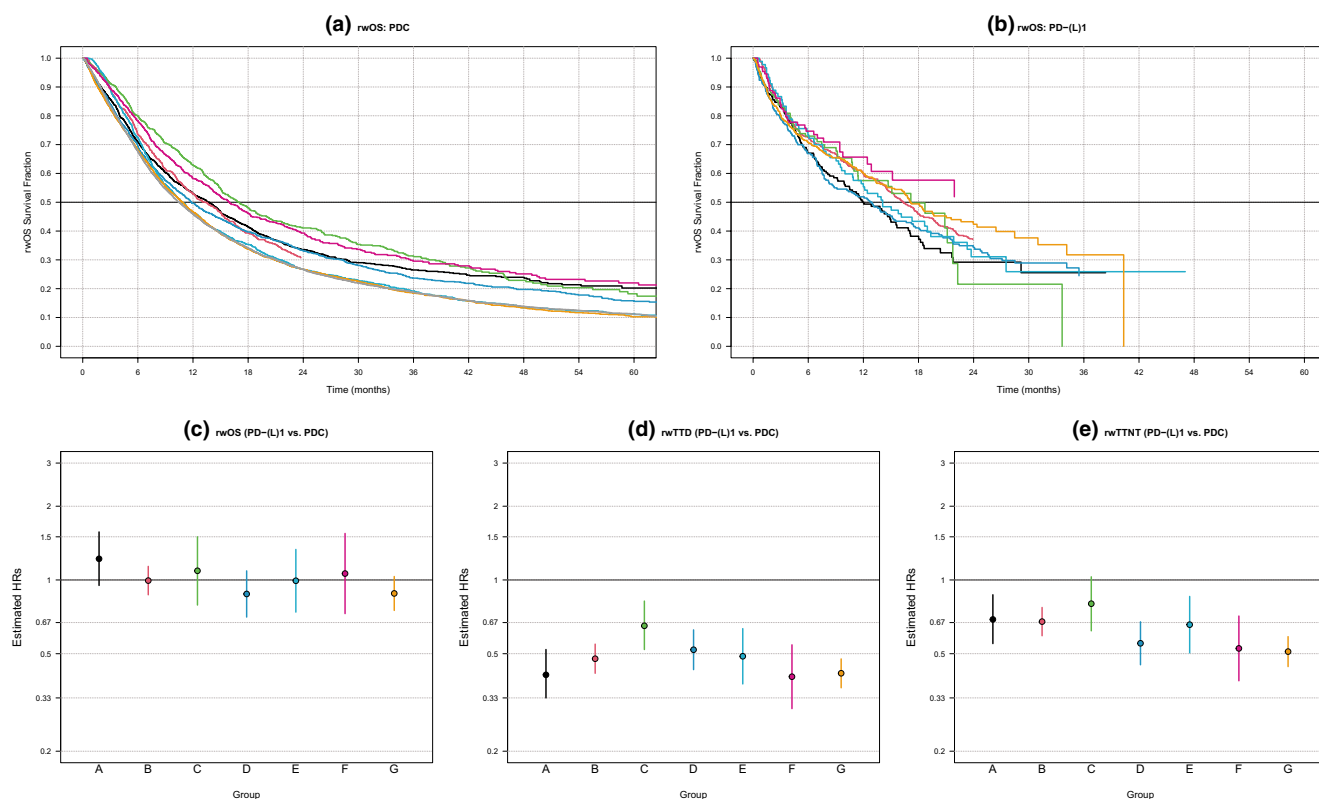 (a) rwOS: PDC
1.0
0.9
0.8
0.7
0.6
0.5
0.4
0.3
0.2
0.1
0.0
rwOS Survival Fraction
0 6 12 18 24 30 36 42 48 54 60
Time (months)
(b) rwOS: PD−(L)1
1.0
0.9
0.8
0.7
0.6
0.5
0.4
0.3
0.2
0.1
0.0
rwOS Survival Fraction
0 6 12 18 24 30 36 42 48 54 60
Time (months)
(c) rwOS (PD−(L)1 vs. PDC)
3
2
1.5
1
0.67
0.5
0.33
0.2
Estimated HRs
A B C D E F G
Group
(d) rwTTD (PD−(L)1 vs. PDC)
3
2
1.5
1
0.67
0.5
0.33
0.2
Estimated HRs
A B C D E F G
Group
(e) rwTTNT (PD−(L)1 vs. PDC)
3
2
1.5
1
0.67
0.5
0.33
0.2
Estimated HRs
A B C D E F G
Group